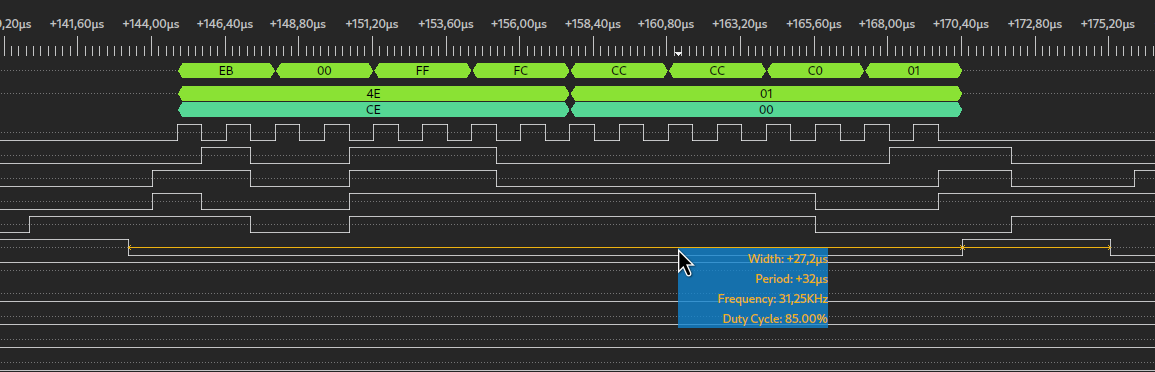 9,20µs +141,60µs +144,00µs +146,40µs +148,80µs +151,20µs +153,60µs +156,00µs +158,40µs +160,80µs +163,20µs +165,60µs +168,00µs +170,40µs +172,80µs +175,20µs
EB 00 FF FC CC CC C0 01
4E 01
CE 00
Width: +27,2µs
Period: +32µs
Frequency: 31,25KHz
Duty Cycle: 85.00%